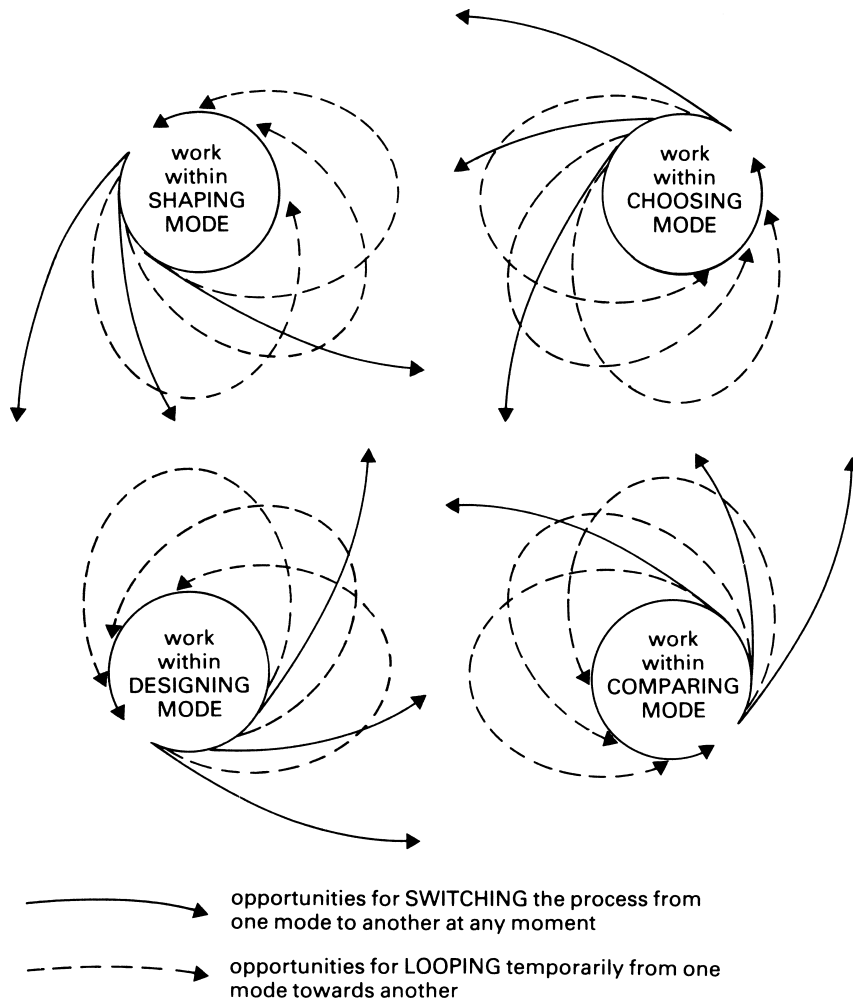 work
within
SHAPING
MODE
work
within
CHOOSING
MODE
work
within
DESIGNING
MODE
work
within
COMPARING
MODE
opportunities for SWITCHING the process from
one mode to another at any moment
opportunities for LOOPING temporarily from one
mode towards another